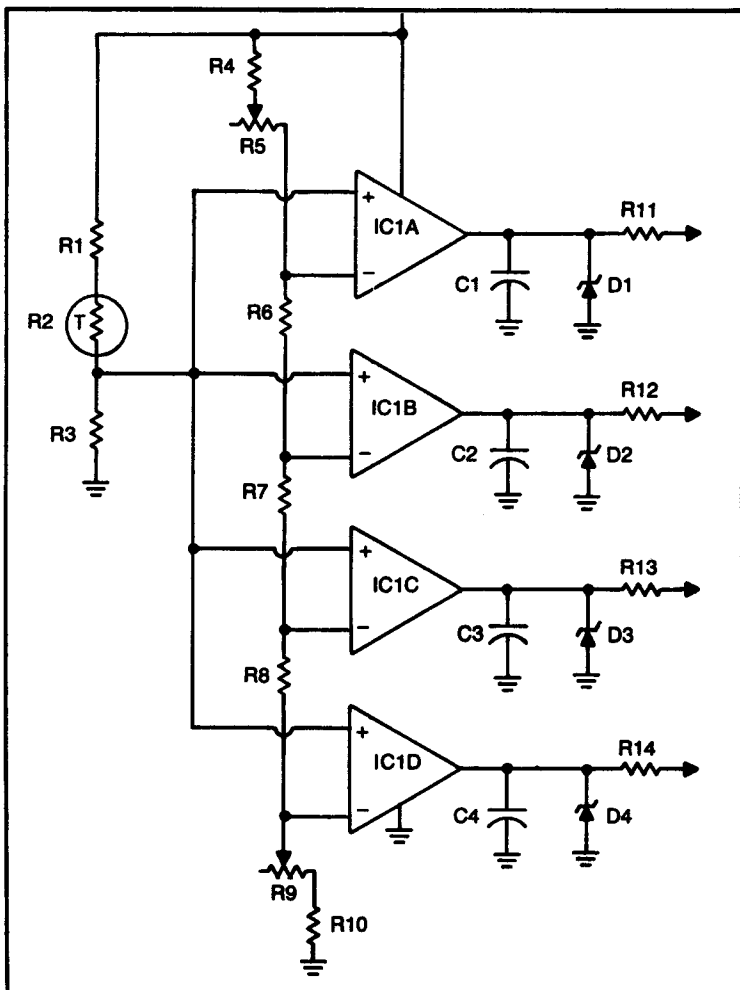 R4
R5
+
IC1A
−
R11
C1
D1
R1
R2
T
R6
+
IC1B
−
R12
C2
D2
R3
R7
+
IC1C
−
R13
C3
D3
R8
+
IC1D
−
R14
C4
D4
R9
R10